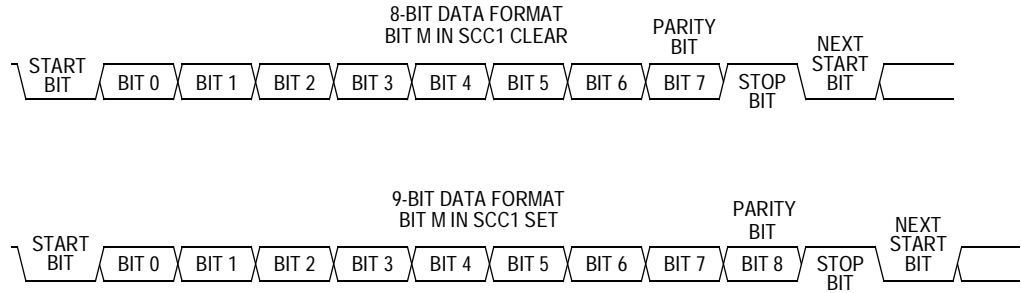 8-BIT DATA FORMAT
BIT M IN SCC1 CLEAR
PARITY
BIT
NEXT
START
BIT
START
BIT
BIT 0
BIT 1
BIT 2
BIT 3
BIT 4
BIT 5
BIT 6
BIT 7
STOP
BIT
9-BIT DATA FORMAT
BIT M IN SCC1 SET
PARITY
BIT
NEXT
START
BIT
START
BIT
BIT 0
BIT 1
BIT 2
BIT 3
BIT 4
BIT 5
BIT 6
BIT 7
BIT 8
STOP
BIT